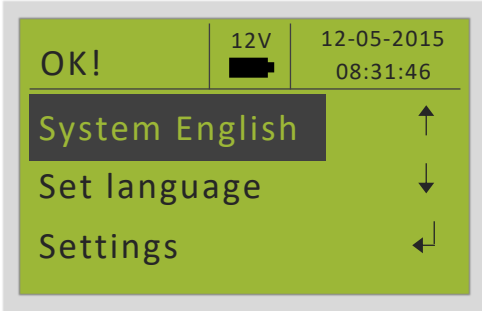 OK!
12V
12-05-2015
08:31:46
System English
Set language
Settings